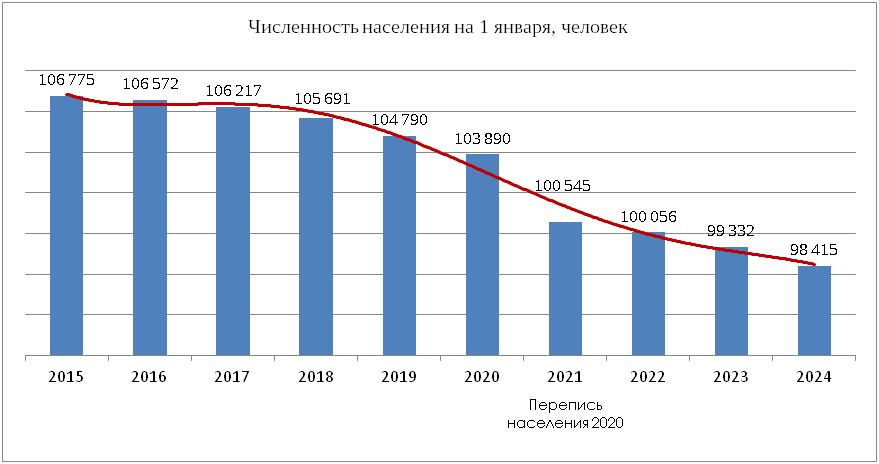 Численность населения на 1 января, человек
106 775
106 572
106 217
105 691
104 790
103 890
100 545
100 056
99 332
98 415
2015 2016 2017 2018 2019 2020 2021 2022 2023 2024
Перепись
населения 2020